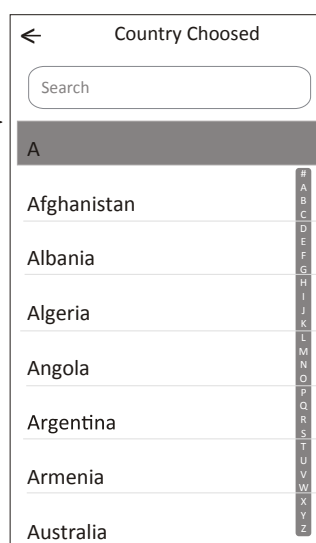 Country Choosed
Search
A
Afghanistan
Albania
Algeria
Angola
Argentina
Armenia
Australia
#
A
B
C
D
E
F
G
H
I
J
K
L
M
N
O
P
Q
R
S
T
U
V
W
X
Y
Z